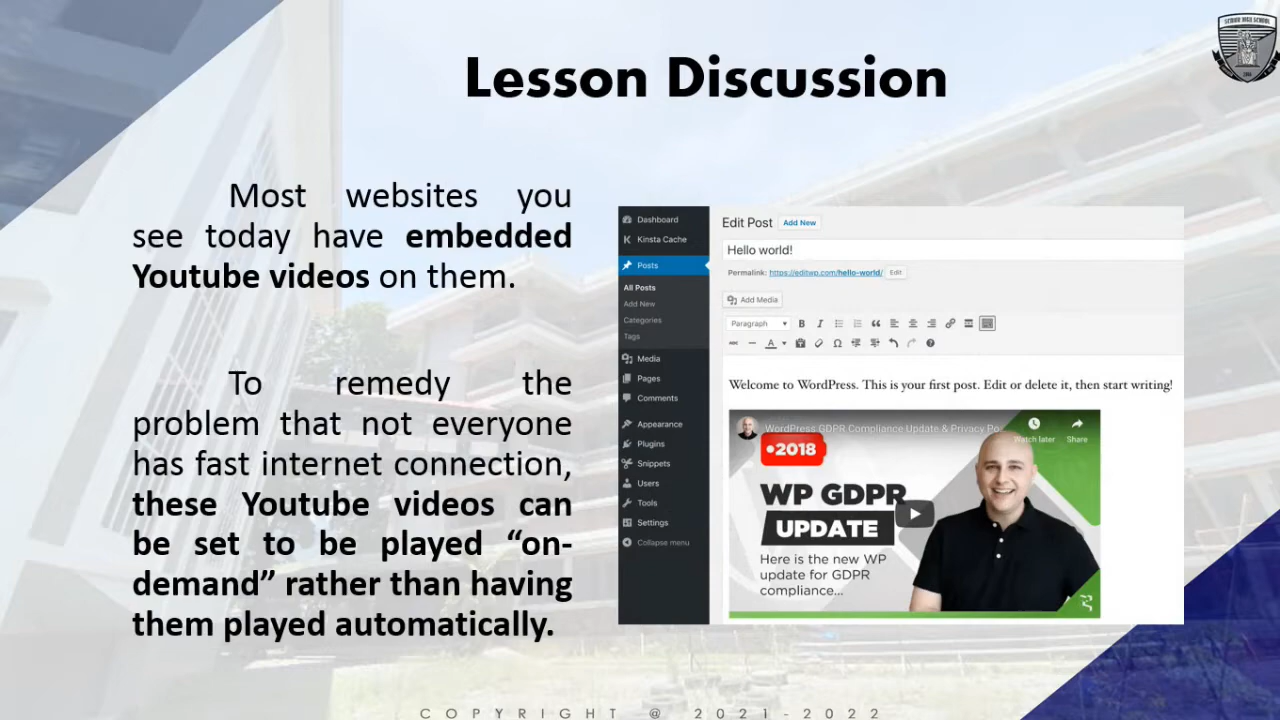 SENIOR HIGH SCHOOL
Lesson Discussion
Most websites you
see today have embedded
Youtube videos on them.
To remedy the
problem that not everyone
has fast internet connection,
these Youtube videos can
be set to be played “on-
demand” rather than having
them played automatically.
Dashboard
Kinsta Cache
Posts
All Posts
Add New
Categories
Tags
Media
Pages
Comments
Appearance
Plugins
Snippets
Users
Tools
Settings
Collapse menu
Edit Post Add New
Hello world!
Permalink: https://editwp.com/hello-world/ Edit
Add Media
Paragraph
Welcome to WordPress. This is your first post. Edit or delete it, then start writing!
WordPress GDPR Compliance Update & Privacy Po...
Watch later Share
2018
WP GDPR
UPDATE
Here is the new WP
update for GDPR
compliance...
COPYRIGHT @ 2021-2022